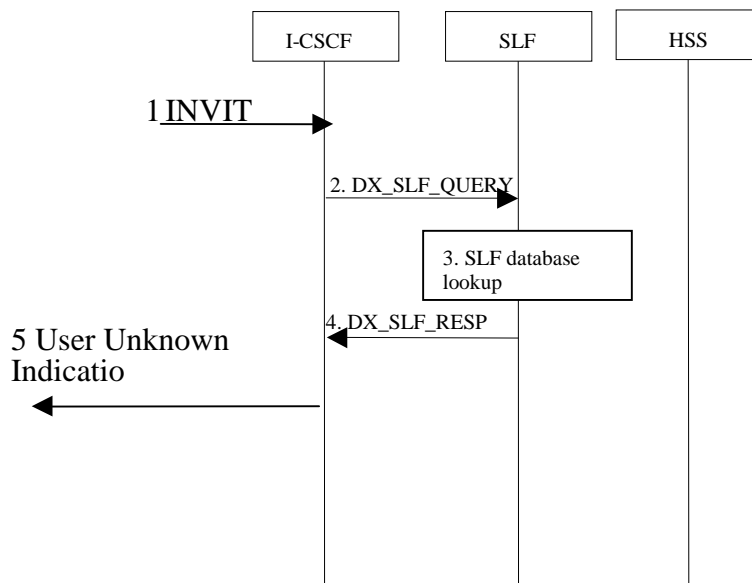 I-CSCF
SLF
HSS
1 INVIT
2. DX_SLF_QUERY
3. SLF database
lookup
4. DX_SLF_RESP
5 User Unknown
Indicatio